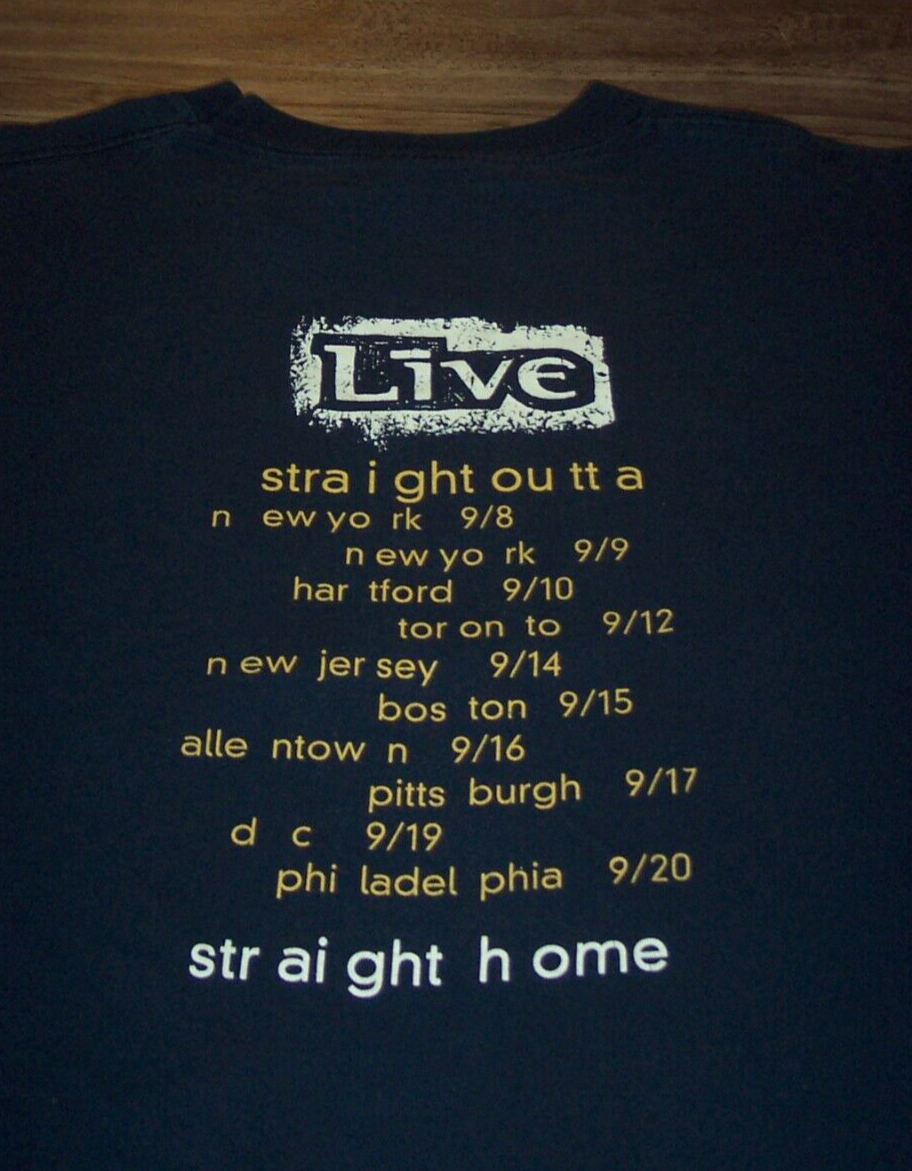 Live
stra i ght ou tt a
n ew yo rk 9/8
n ew yo rk 9/9
har tford 9/10
tor on to 9/12
n ew jer sey 9/14
bos ton 9/15
alle ntow n 9/16
pitts burgh 9/17
d c 9/19
phi ladel phia 9/20
str ai ght h ome